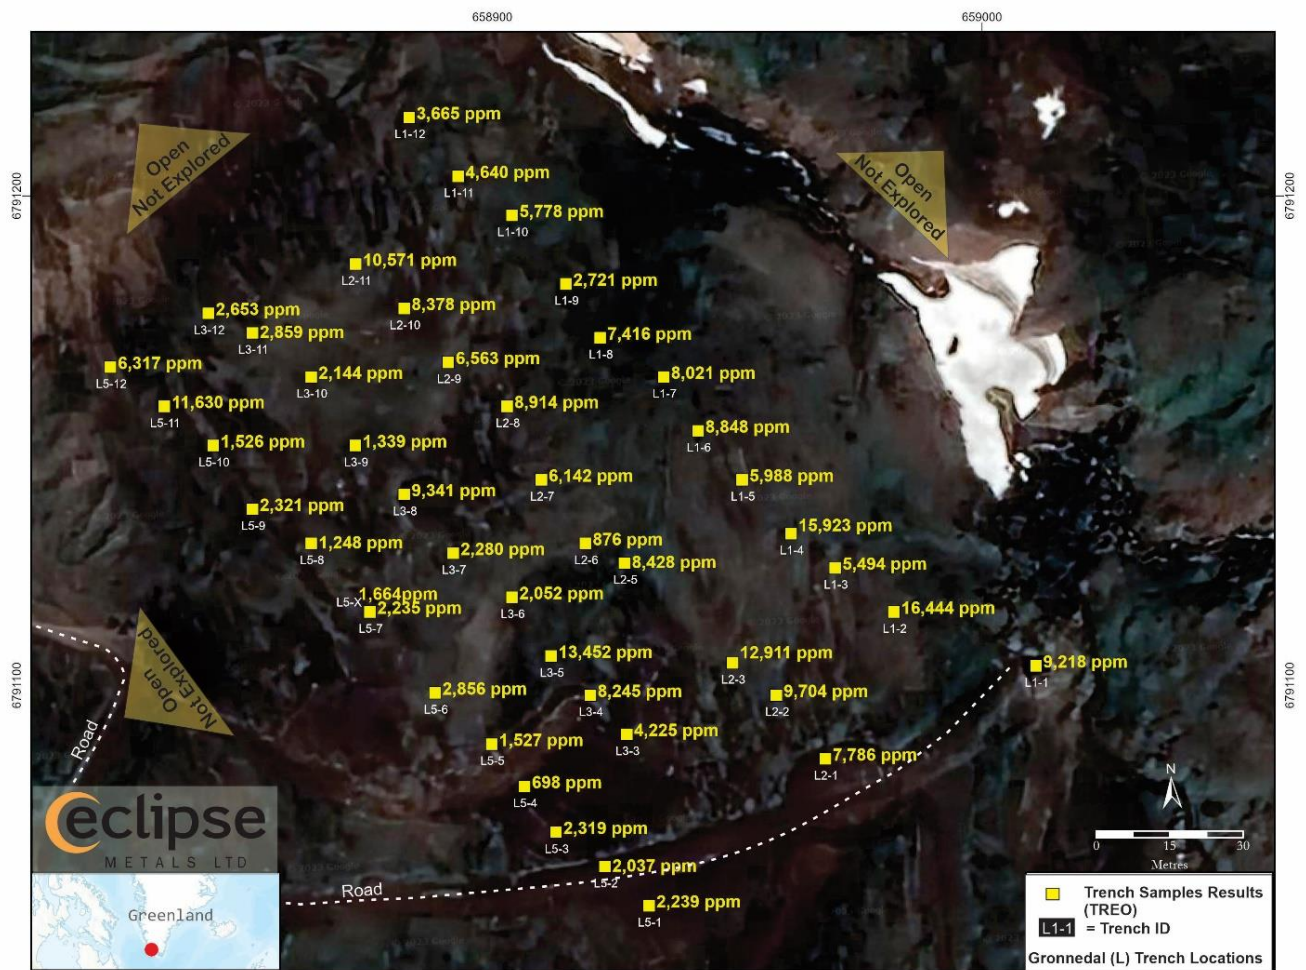 658900
659000
6791200
6791200
6791100
6791100
3,665 ppm
L1-12
4,640 ppm
L1-11
5,778 ppm
L1-10
Open
Not Explored
Open
Not Explored
10,571 ppm
L2-11
2,721 ppm
L1-9
8,378 ppm
L2-10
2,653 ppm
L3-12
2,859 ppm
L3-11
7,416 ppm
L1-8
6,317 ppm
L5-12
6,563 ppm
L2-9
2,144 ppm
L3-10
8,021 ppm
L1-7
11,630 ppm
L5-11
8,914 ppm
L2-8
8,848 ppm
L1-6
1,526 ppm
L5-10
1,339 ppm
L3-9
6,142 ppm
L2-7
5,988 ppm
L1-5
9,341 ppm
L3-8
2,321 ppm
L5-9
15,923 ppm
L1-4
1,248 ppm
L5-8
876 ppm
L2-6
2,280 ppm
L3-7
8,428 ppm
L2-5
5,494 ppm
L1-3
1,664ppm
L5-X
2,235 ppm
L5-7
2,052 ppm
L3-6
16,444 ppm
L1-2
13,452 ppm
L3-5
12,911 ppm
L2-3
9,218 ppm
L1-1
2,856 ppm
L5-6
8,245 ppm
L3-4
9,704 ppm
L2-2
Open
Not Explored
4,225 ppm
L3-3
1,527 ppm
L5-5
7,786 ppm
L2-1
Road
698 ppm
L5-4
2,319 ppm
L5-3
2,037 ppm
L5-2
Road
2,239 ppm
L5-1
eclipse
METALS LTD
Greenland
N
0 15 30
Metres
Trench Samples Results
(TREO)
L1-1 = Trench ID
Gronnedal (L) Trench Locations